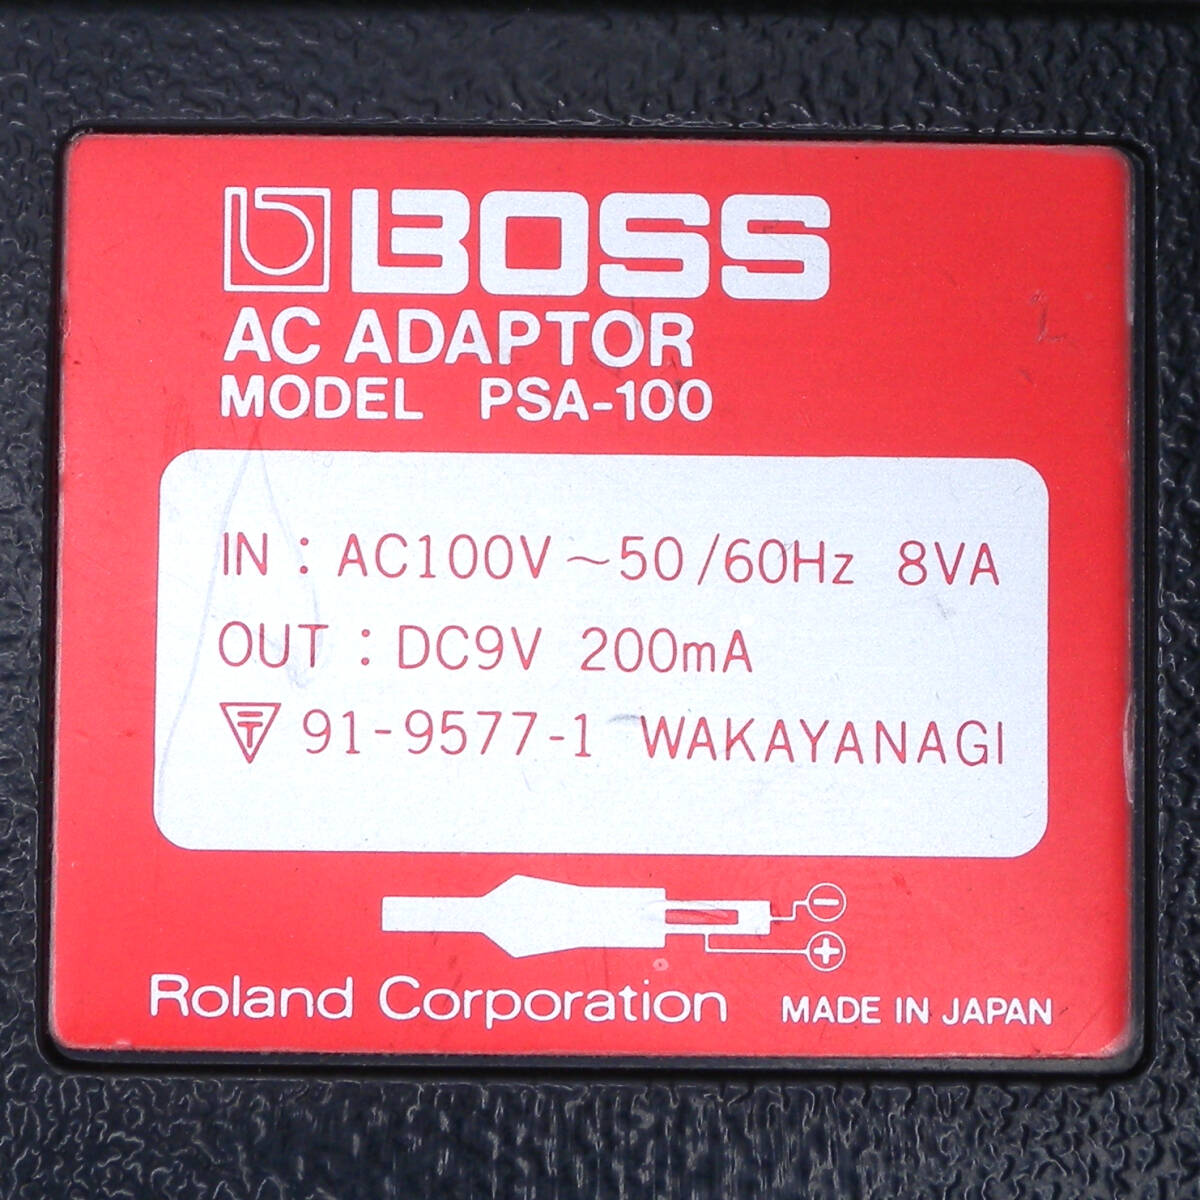 BOSS
AC ADAPTOR
MODEL PSA-100
IN : AC100V ~ 50/60Hz 8VA
OUT : DC9V 200mA
T 91-9577-1 WAKAYANAGI
-
+
Roland Corporation MADE IN JAPAN